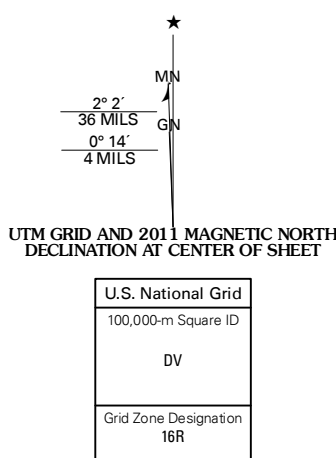 MN
2° 2´
36 MILS
GN
0° 14´
4 MILS
UTM GRID AND 2011 MAGNETIC NORTH
DECLINATION AT CENTER OF SHEET
U.S. National Grid
100,000-m Square ID
DV
Grid Zone Designation
16R